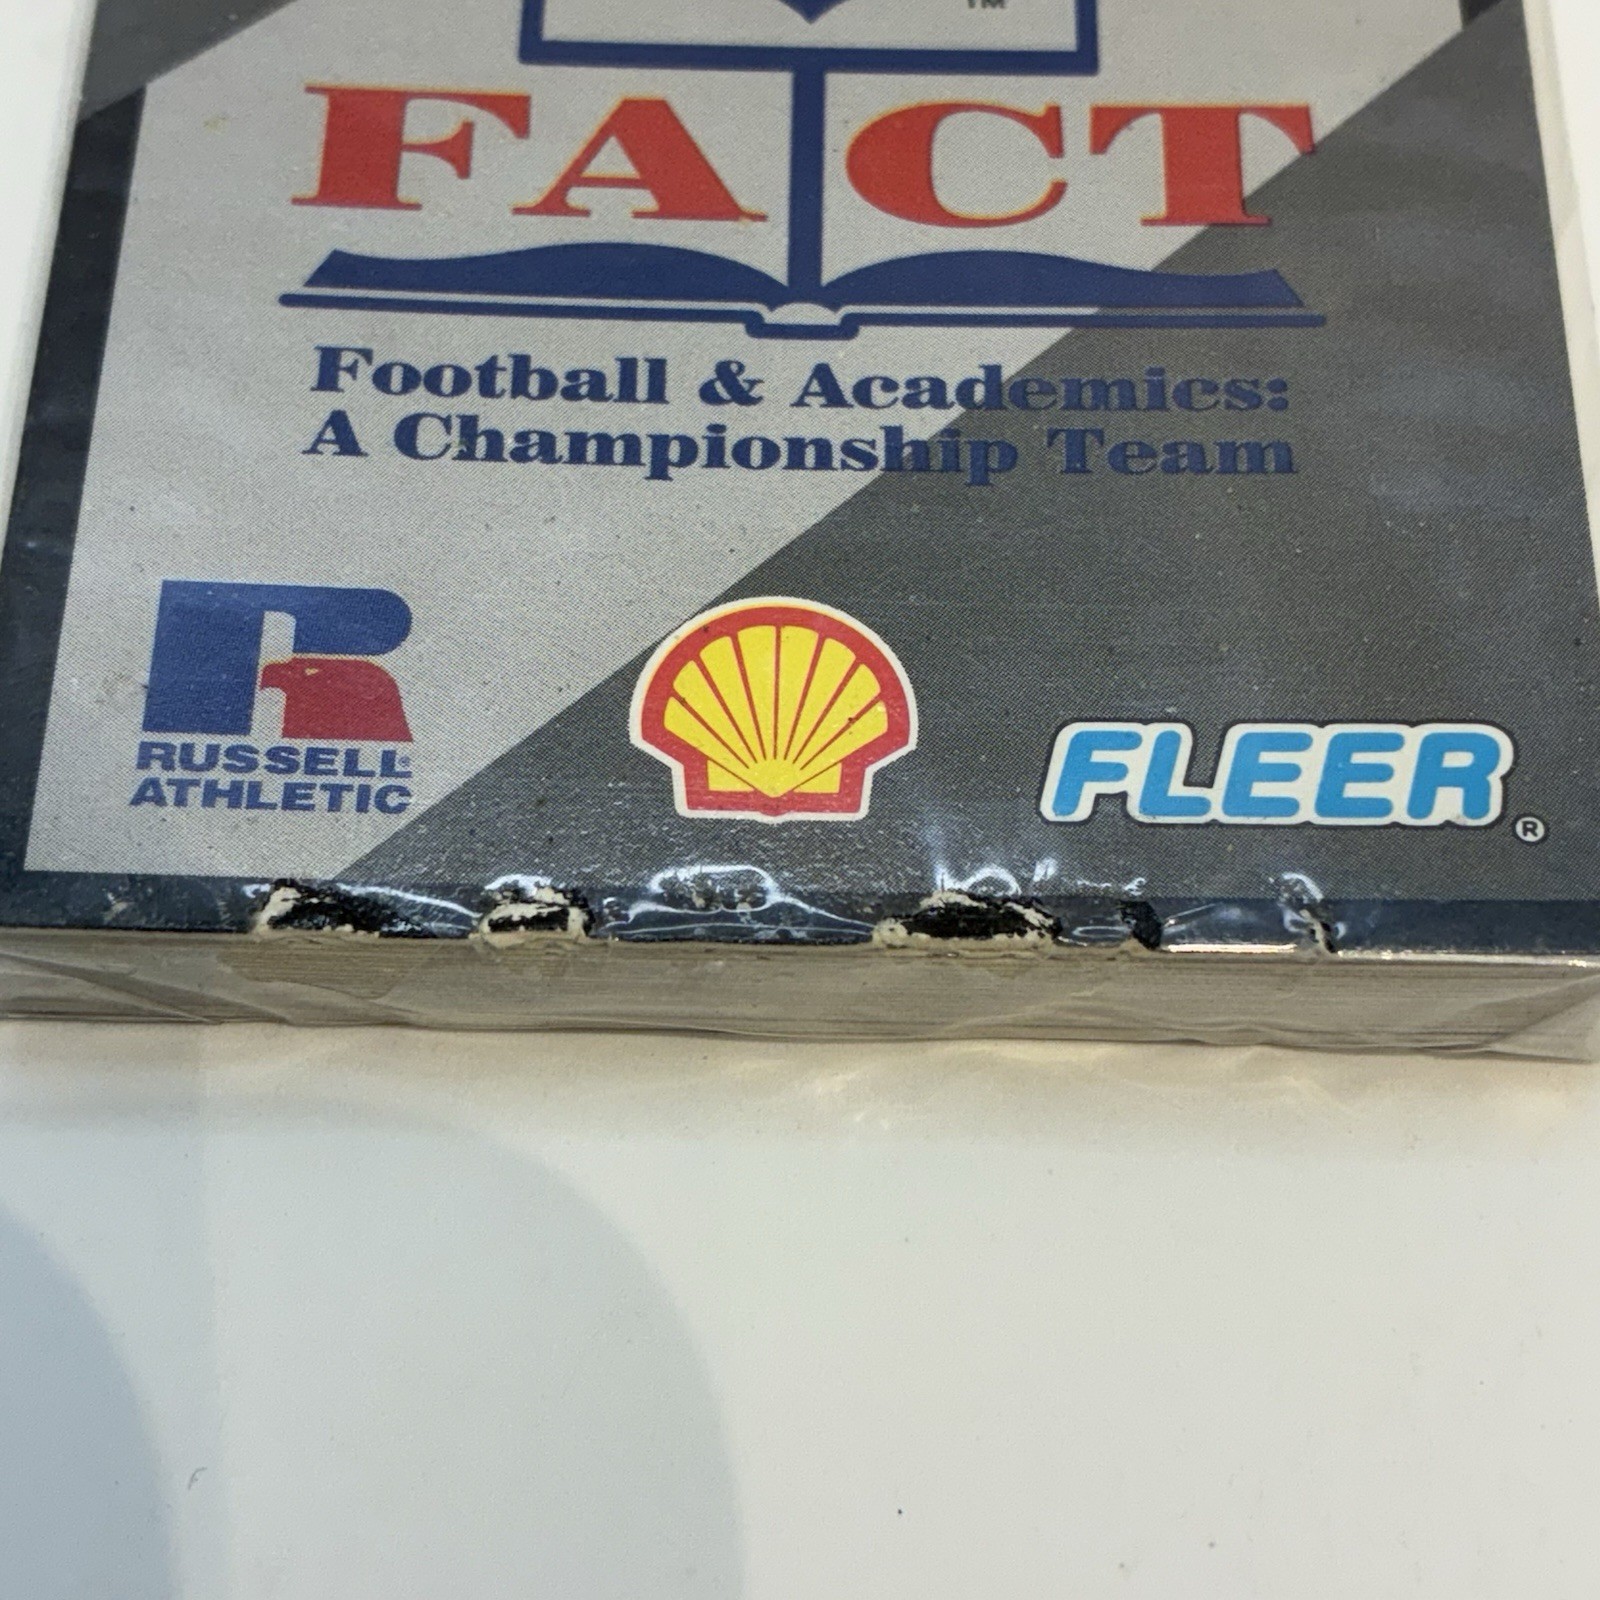 TM
FACT
Football & Academics:
A Championship Team
R
RUSSELL®
ATHLETIC
FLEER®